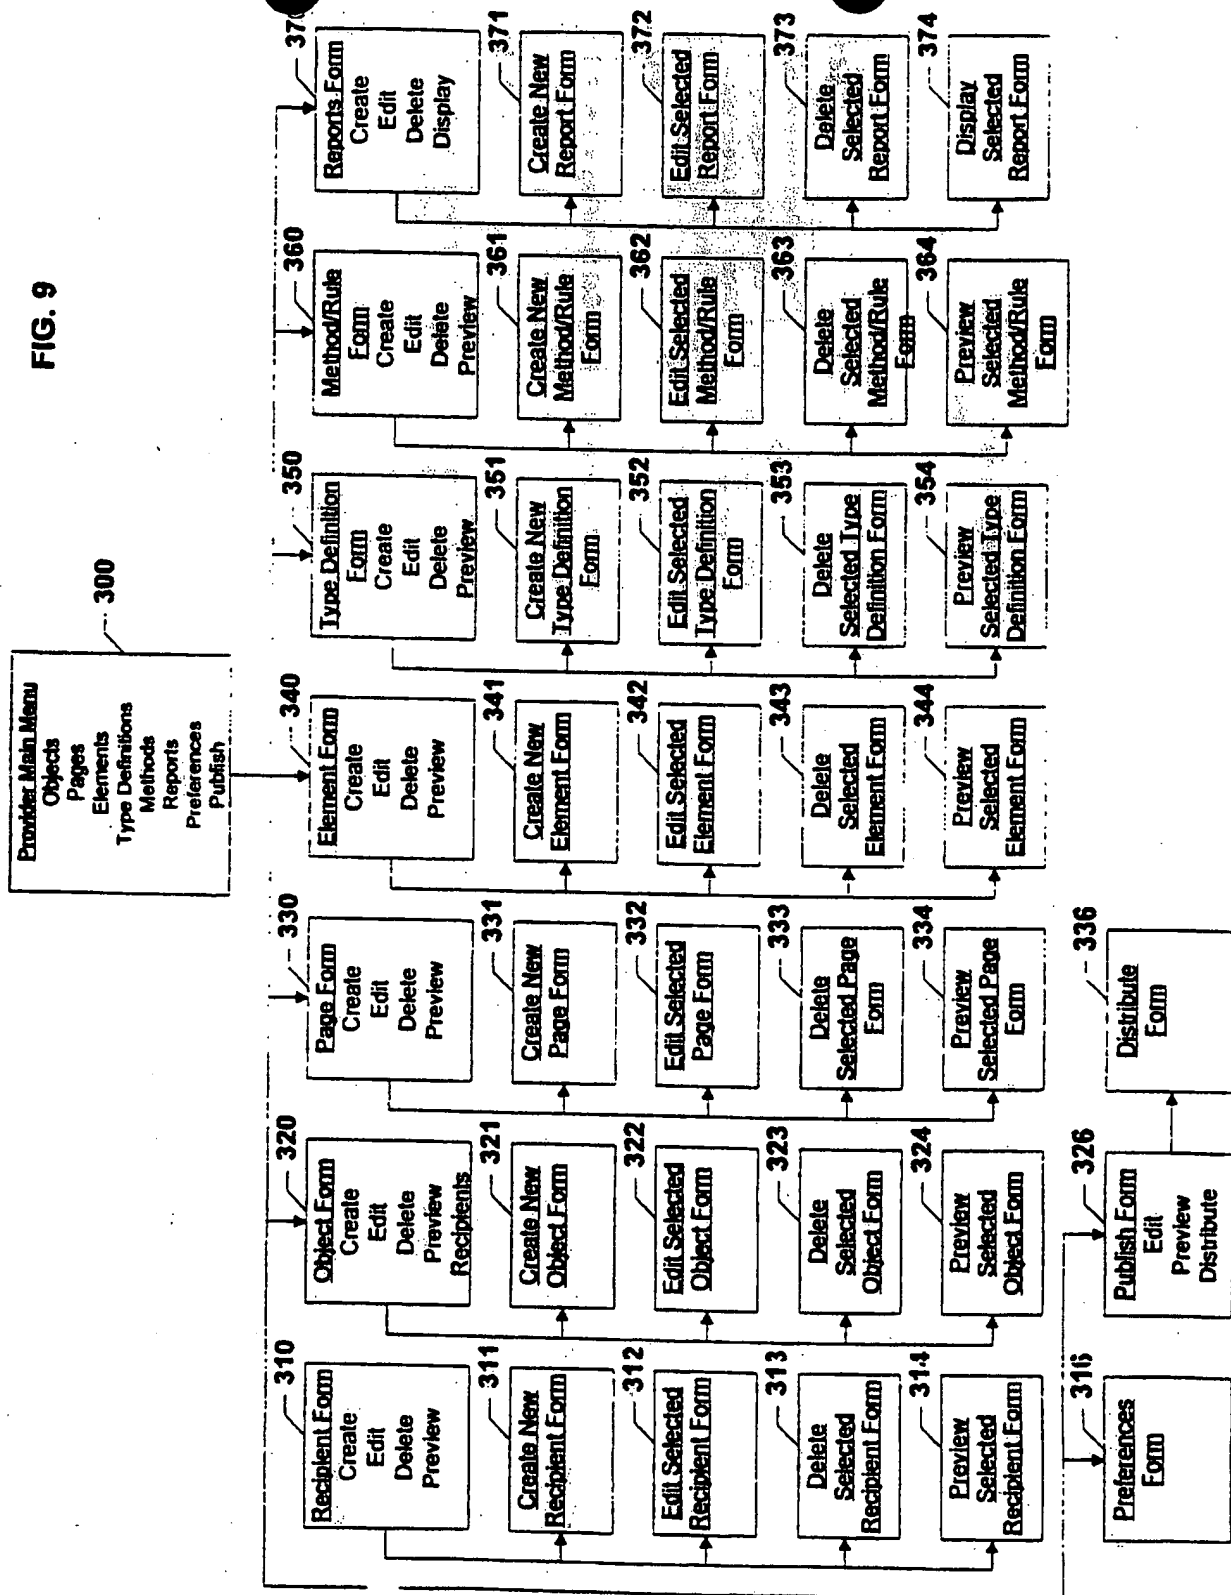 FIG. 9
300
Provider Main Menu
Objects
Pages
Elements
Type Definitions
Methods
Reports
Preferences
Publish
310
Recipient Form
Create
Edit
Delete
Preview
320
Object Form
Create
Edit
Delete
Preview
Recipients
330
Page Form
Create
Edit
Delete
Preview
340
Element Form
Create
Edit
Delete
Preview
350
Type Definition
Form
Create
Edit
Delete
Preview
360
Method/Rule
Form
Create
Edit
Delete
Preview
37
Reports Form
Create
Edit
Delete
Display
311
Create New
Recipient Form
321
Create New
Object Form
331
Create New
Page Form
341
Create New
Element Form
351
Create New
Type Definition
Form
361
Create New
Method/Rule
Form
371
Create New
Report Form
312
Edit Selected
Recipient Form
322
Edit Selected
Object Form
332
Edit Selected
Page Form
342
Edit Selected
Element Form
352
Edit Selected
Type Definition
Form
362
Edit Selected
Method/Rule
Form
372
Edit Selected
Report Form
313
Delete
Selected
Recipient Form
323
Delete
Selected
Object Form
333
Delete
Selected Page
Form
343
Delete
Selected
Element Form
353
Delete
Selected Type
Definition Form
363
Delete
Selected
Method/Rule
Form
373
Delete
Selected
Report Form
314
Preview
Selected
Recipient Form
324
Preview
Selected
Object Form
334
Preview
Selected Page
Form
344
Preview
Selected
Element Form
354
Preview
Selected Type
Definition Form
364
Preview
Selected
Method/Rule
Form
374
Display
Selected
Report Form
316
Preferences
Form
326
Publish Form
Edit
Preview
Distribute
336
Distribute
Form